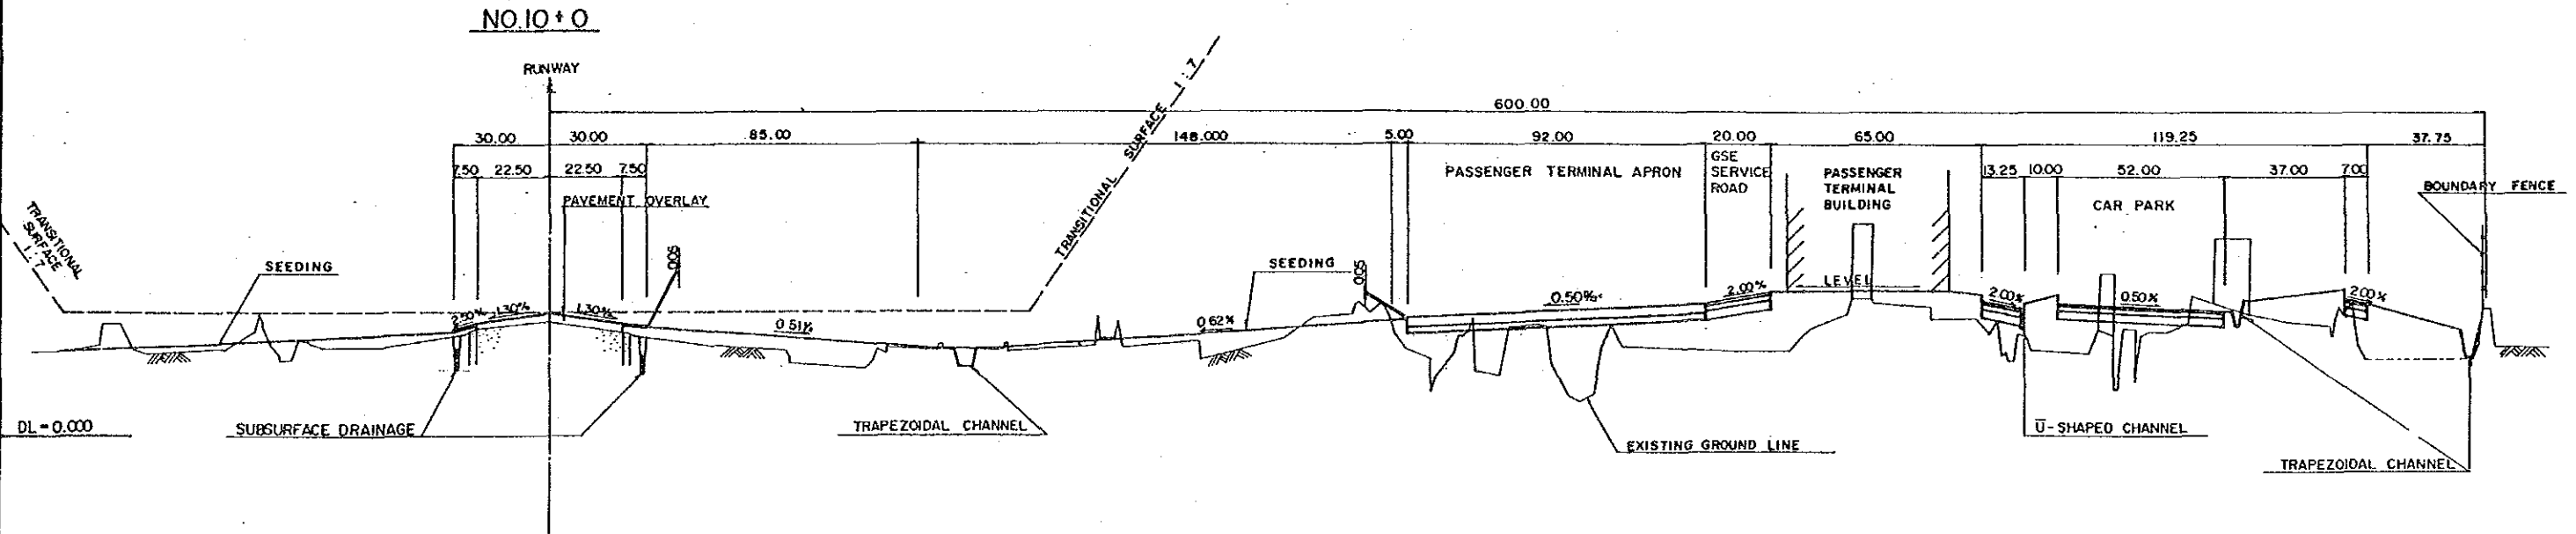 NO.10+0
RUNWAY
600.00
30.00 30.00 85.00 148.000 5.00 92.00 20.00 65.00 119.25 37.75
7.50 22.50 22.50 7.50
13.25 10.00 52.00 37.00 7.00
PAVEMENT OVERLAY
TRANSITIONAL SURFACE 1:7
PASSENGER TERMINAL APRON
GSE
SERVICE
ROAD
PASSENGER
TERMINAL
BUILDING
CAR PARK
BOUNDARY FENCE
TRANSITIONAL
SURFACE
1:7
SEEDING
0.05
SEEDING
0.05
LEVEL
2.50% 1.30% 1.30% 0.51% 0.62% 0.50% 2.00% 2.00% 0.50% 2.00%
DL=0.000
SUBSURFACE DRAINAGE
TRAPEZOIDAL CHANNEL
EXISTING GROUND LINE
U-SHAPED CHANNEL
TRAPEZOIDAL CHANNEL